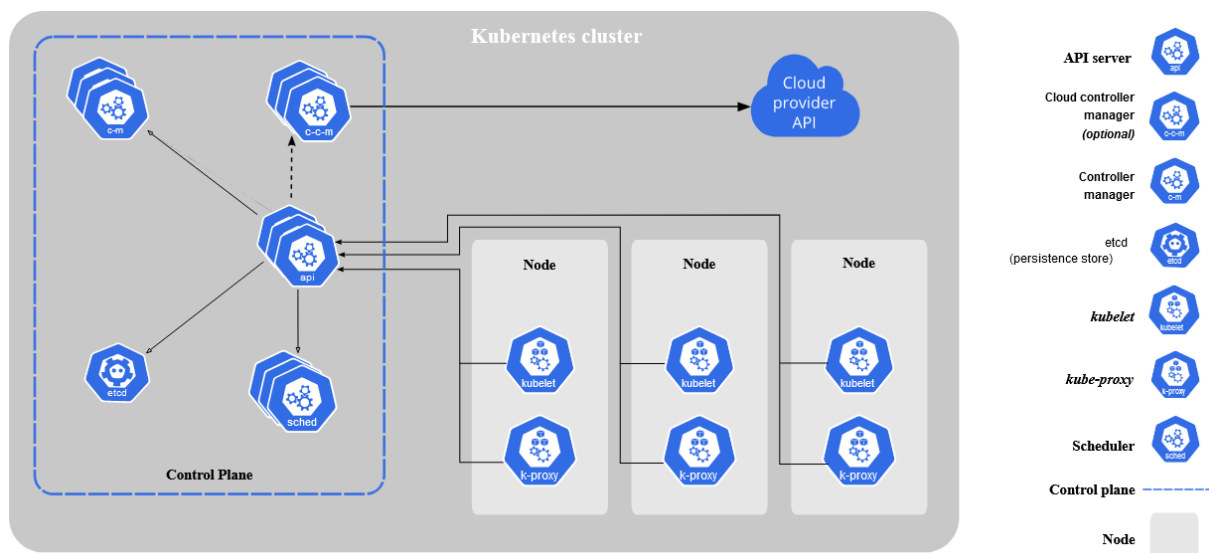 Kubernetes cluster
c-m
c-c-m
Cloud
provider
API
api
etcd
sched
Control Plane
Node
Node
Node
kubelet
kubelet
kubelet
k-proxy
k-proxy
k-proxy
API server
api
Cloud controller
manager
(optional)
c-c-m
Controller
manager
c-m
etcd
(persistence store)
etcd
kubelet
kubelet
kube-proxy
k-proxy
Scheduler
sched
Control plane
Node